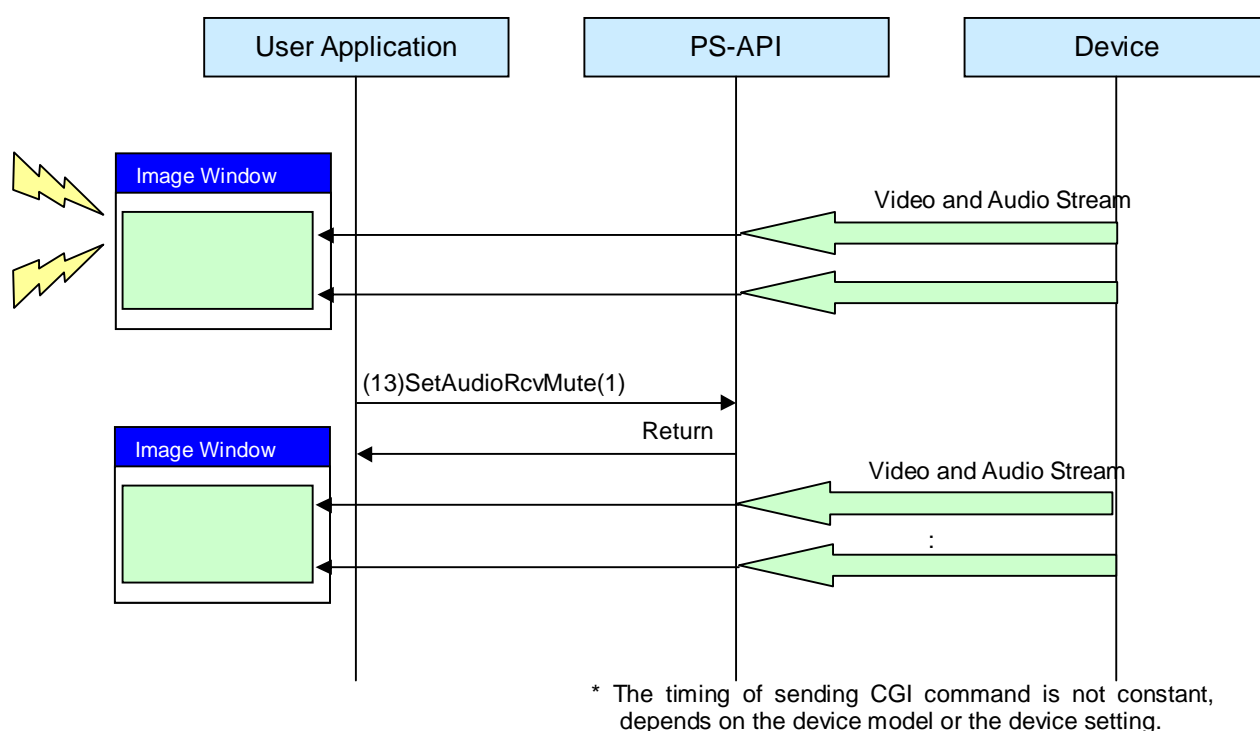 User Application
PS-API
Device
Image Window
Video and Audio Stream
(13)SetAudioRcvMute(1)
Return
Image Window
Video and Audio Stream
:
* The timing of sending CGI command is not constant,
depends on the device model or the device setting.